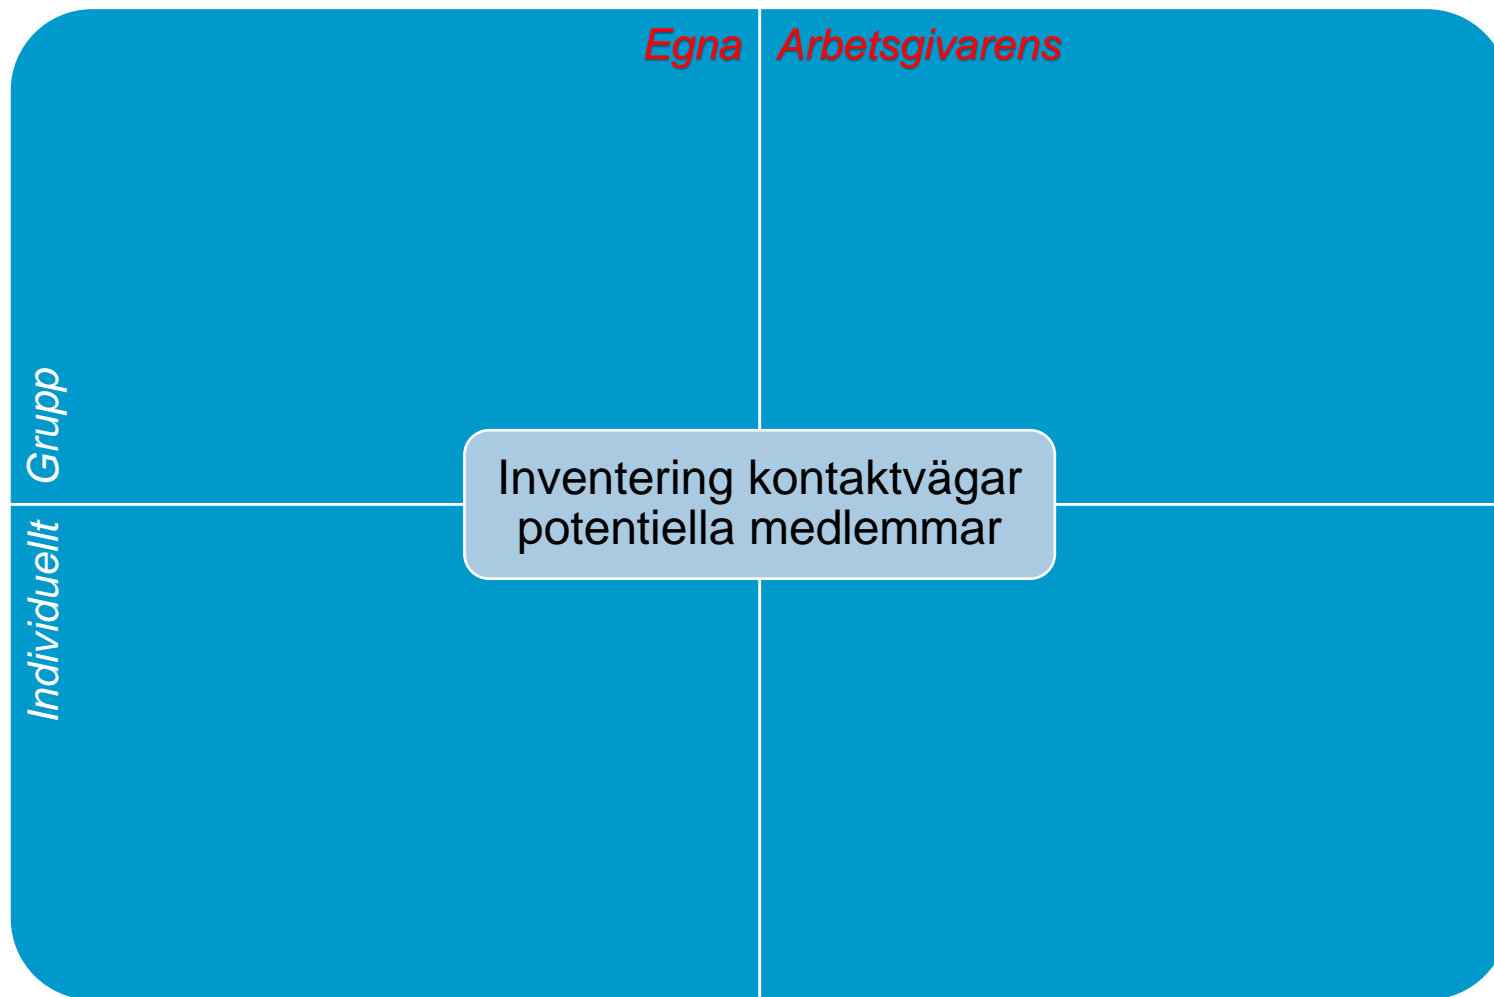 Egna
Arbetsgivarens
Grupp
Inventering kontaktvägar
potentiella medlemmar
Individuellt